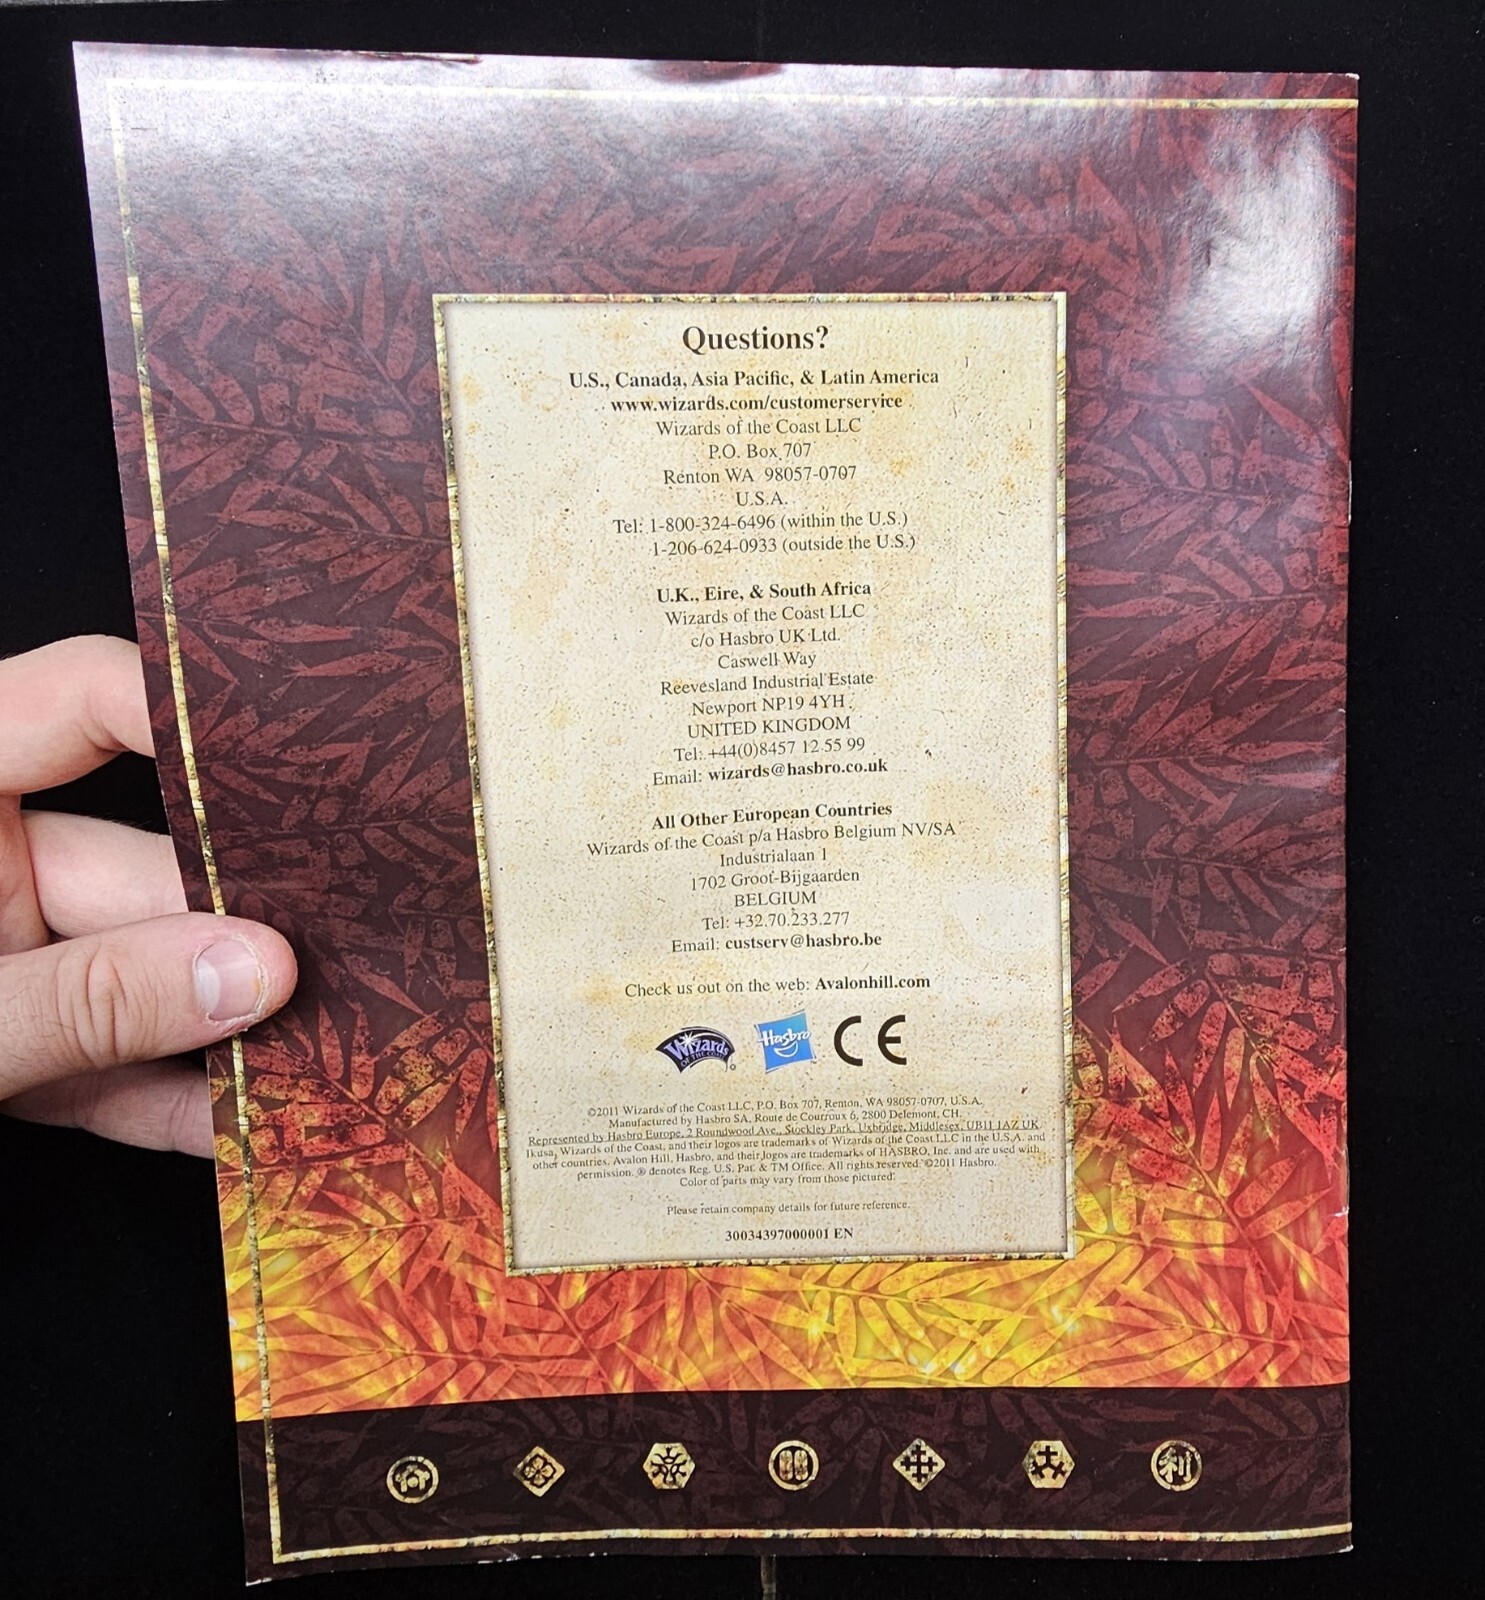 Questions?
U.S., Canada, Asia Pacific, & Latin America
www.wizards.com/customerservice
Wizards of the Coast LLC
P.O. Box 707
Renton WA 98057-0707
U.S.A.
Tel: 1-800-324-6496 (within the U.S.)
1-206-624-0933 (outside the U.S.)
U.K., Eire, & South Africa
Wizards of the Coast LLC
c/o Hasbro UK Ltd.
Caswell Way
Reevesland Industrial Estate
Newport NP19 4YH
UNITED KINGDOM
Tel: +44(0)8457 12 55 99
Email: wizards@hasbro.co.uk
All Other European Countries
Wizards of the Coast p/a Hasbro Belgium NV/SA
Industrialaan 1
1702 Groot-Bijgaarden
BELGIUM
Tel: +32.70.233.277
Email: custserv@hasbro.be
Check us out on the web: Avalonhill.com
Wizards OF THE COAST Hasbro CE
©2011 Wizards of the Coast LLC, P.O. Box 707, Renton, WA 98057-0707, U.S.A.
Manufactured by Hasbro SA, Route de Courroux 6, 2800 Delemont, CH.
Represented by Hasbro Europe, 2 Roundwood Ave., Stockley Park, Uxbridge, Middlesex, UB11 1AZ UK
Ikusa, Wizards of the Coast, and their logos are trademarks of Wizards of the Coast LLC in the U.S.A. and
other countries. Avalon Hill, Hasbro, and their logos are trademarks of HASBRO, Inc. and are used with
permission. ® denotes Reg. U.S. Pat. & TM Office. All rights reserved. ©2011 Hasbro.
Color of parts may vary from those pictured.
Please retain company details for future reference.
30034397000001 EN
利